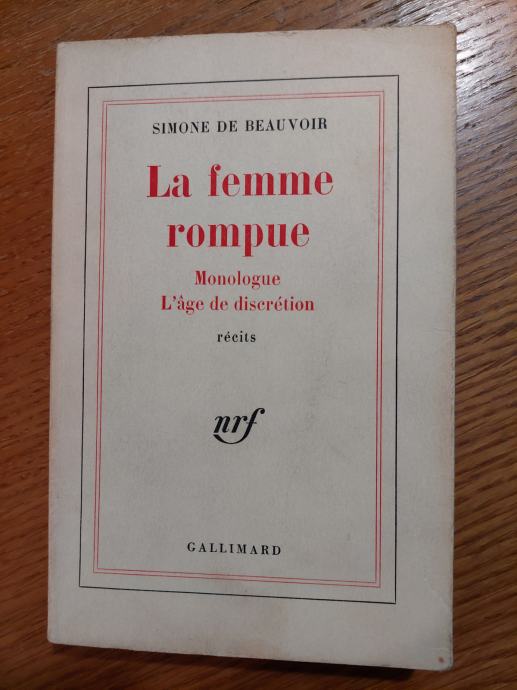 SIMONE DE BEAUVOIR
La femme
rompue
Monologue
L'âge de discrétion
récits
nrf
GALLIMARD